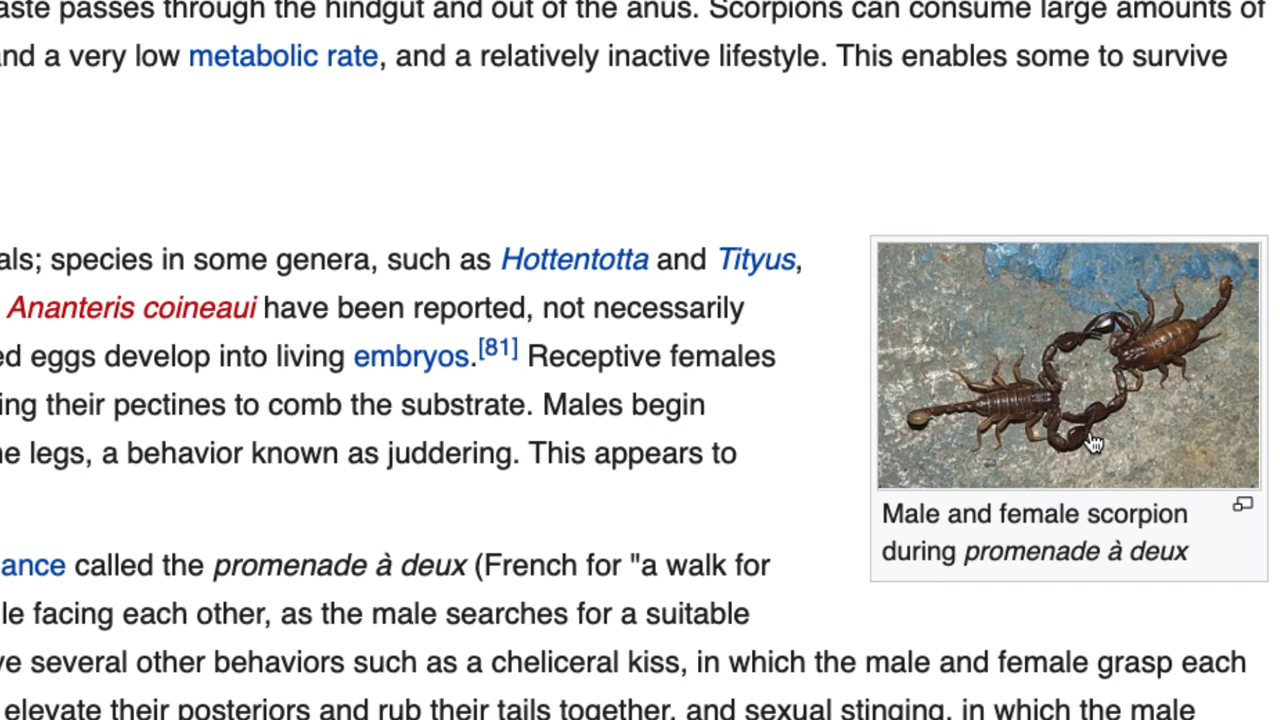 aste passes through the hindgut and out of the anus. Scorpions can consume large amounts of
and a very low metabolic rate, and a relatively inactive lifestyle. This enables some to survive
als; species in some genera, such as Hottentotta and Tityus,
Ananteris coineaui have been reported, not necessarily
ed eggs develop into living embryos.[81] Receptive females
ing their pectines to comb the substrate. Males begin
he legs, a behavior known as juddering. This appears to
ance called the promenade à deux (French for "a walk for
le facing each other, as the male searches for a suitable
ve several other behaviors such as a cheliceral kiss, in which the male and female grasp each
elevate their posteriors and rub their tails together, and sexual stinging, in which the male
Male and female scorpion
during promenade à deux